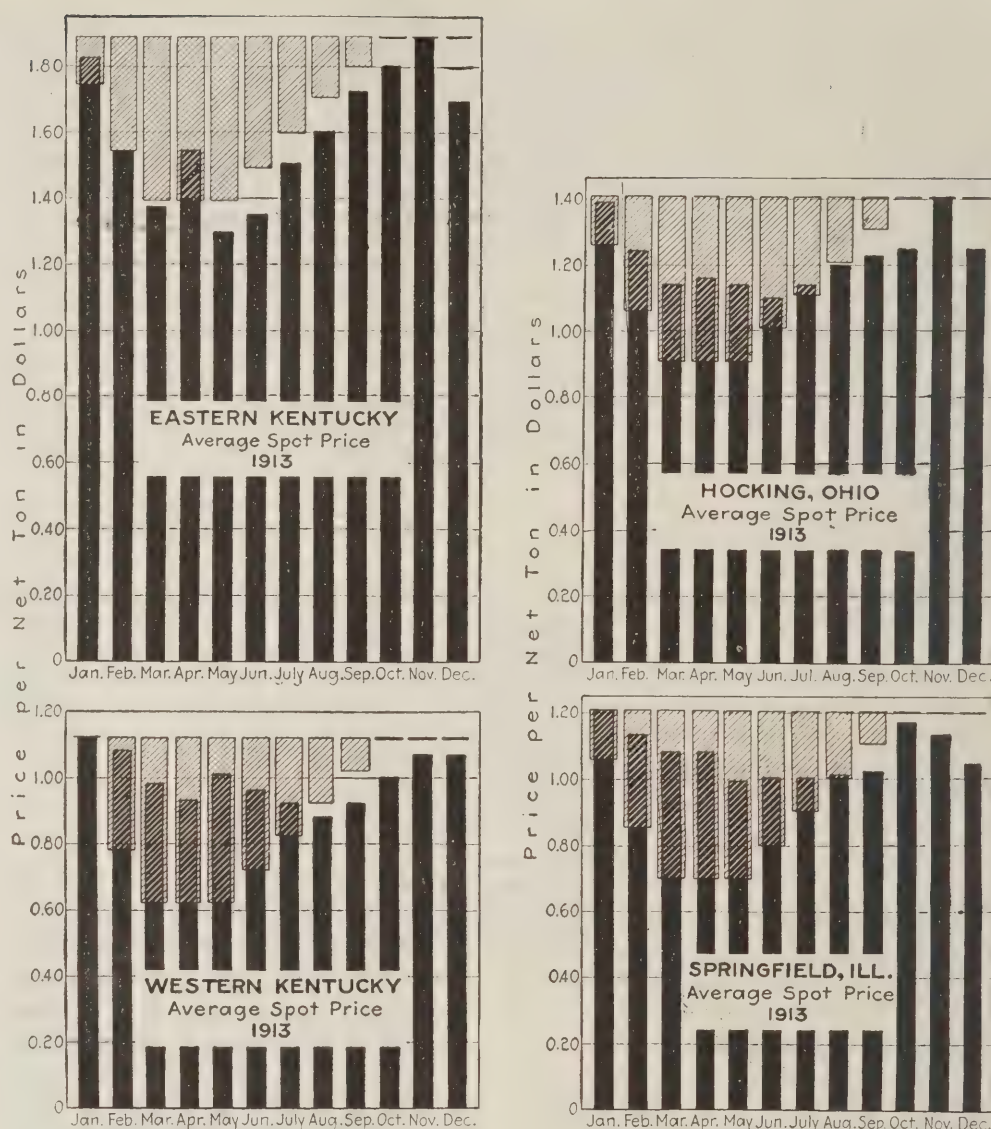 Price per Net Ton in Dollars
1.80
1.60
1.40
1.20
1.00
0.80
0.60
0.40
0.20
0
EASTERN KENTUCKY
Average Spot Price
1913
Jan. Feb. Mar. Apr. May Jun. July Aug. Sep. Oct. Nov. Dec.
1.20
1.00
0.80
0.60
0.40
0.20
0
WESTERN KENTUCKY
Average Spot Price
1913
Jan. Feb. Mar. Apr. May Jun. July Aug. Sep. Oct. Nov. Dec.
Price per Net Ton in Dollars
1.40
1.20
1.00
0.80
0.60
0.40
0.20
0
HOCKING, OHIO
Average Spot Price
1913
Jan. Feb. Mar. Apr. May Jun. Jul. Aug. Sep. Oct. Nov. Dec.
1.20
1.00
0.80
0.60
0.40
0.20
0
SPRINGFIELD, ILL.
Average Spot Price
1913
Jan. Feb. Mar. Apr. May Jun. July Aug. Sep. Oct. Nov. Dec.